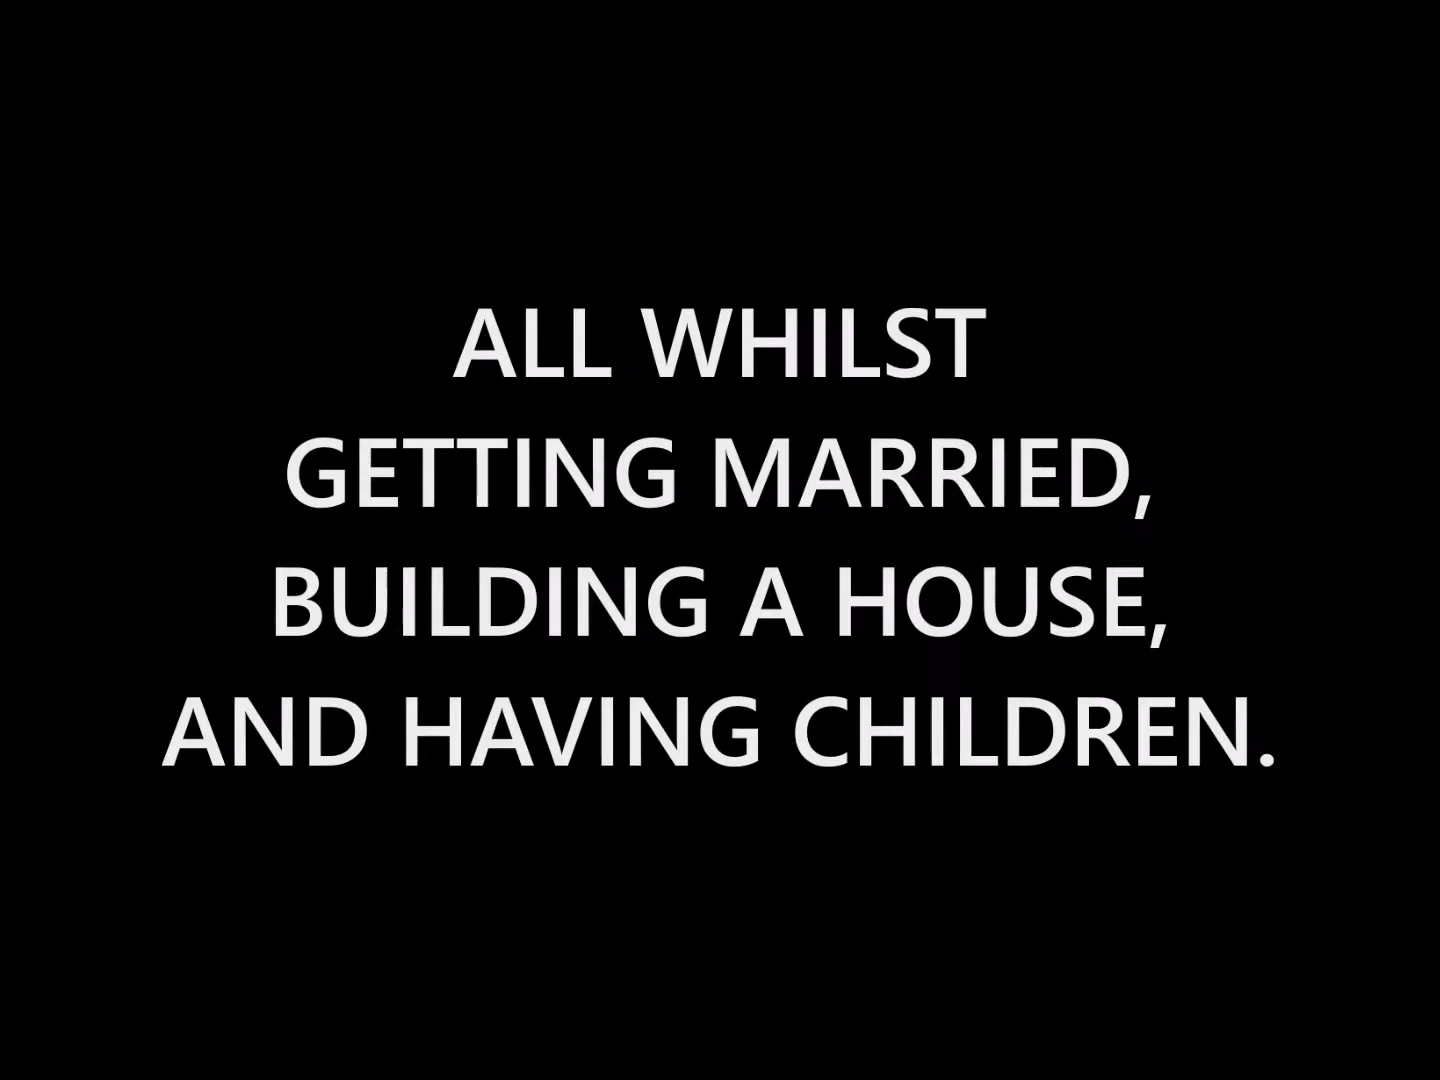 ALL WHILST
GETTING MARRIED,
BUILDING A HOUSE,
AND HAVING CHILDREN.